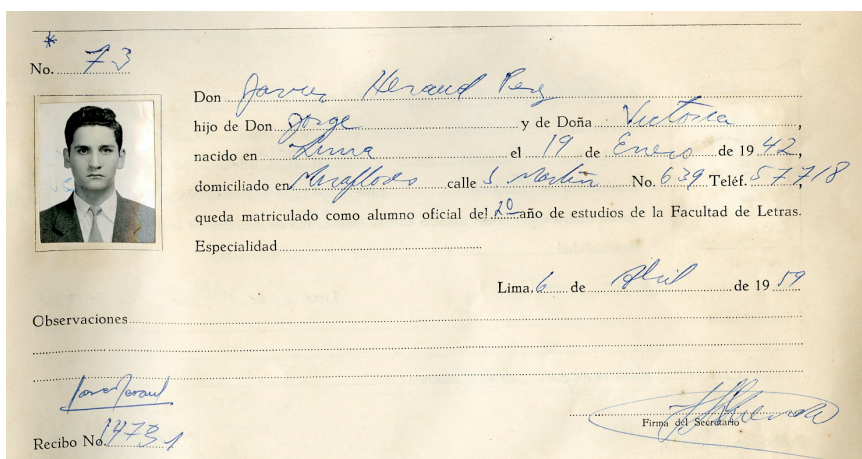 *
No. 73
Don Javier Heraud Perez
hijo de Don Jorge y de Doña Victoria,
nacido en Lima el 19 de Enero de 1942,
domiciliado en Miraflores calle S. Martín No. 639 Teléf. 57718,
queda matriculado como alumno oficial del 2º año de estudios de la Facultad de Letras.
Especialidad
Lima, 6 de Abril de 1959
Observaciones
Javier Heraud
Firma del Secretario
Recibo No. 14731